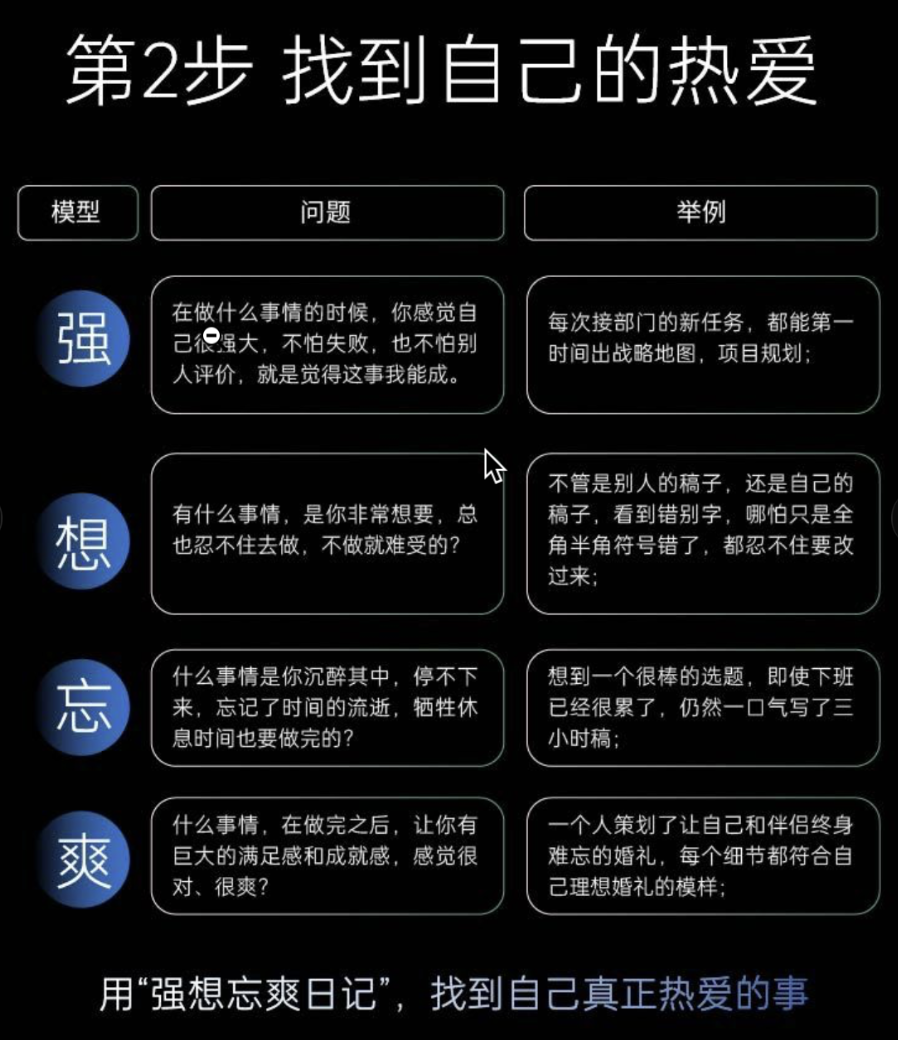 第2步 找到自己的热爱
模型
问题
举例
强
在做什么事情的时候，你感觉自
己很强大，不怕失败，也不怕别
人评价，就是觉得这事我能成。
每次接部门的新任务，都能第一
时间出战略地图，项目规划；
想
有什么事情，是你非常想要，总
也忍不住去做，不做就难受的？
不管是别人的稿子，还是自己的
稿子，看到错别字，哪怕只是全
角半角符号错了，都忍不住要改
过来；
忘
什么事情是你沉醉其中，停不下
来，忘记了时间的流逝，牺牲休
息时间也要做完的？
想到一个很棒的选题，即使下班
已经很累了，仍然一口气写了三
小时稿；
爽
什么事情，在做完之后，让你有
巨大的满足感和成就感，感觉很
对、很爽？
一个人策划了让自己和伴侣终身
难忘的婚礼，每个细节都符合自
己理想婚礼的模样；
用“强想忘爽日记”，找到自己真正热爱的事